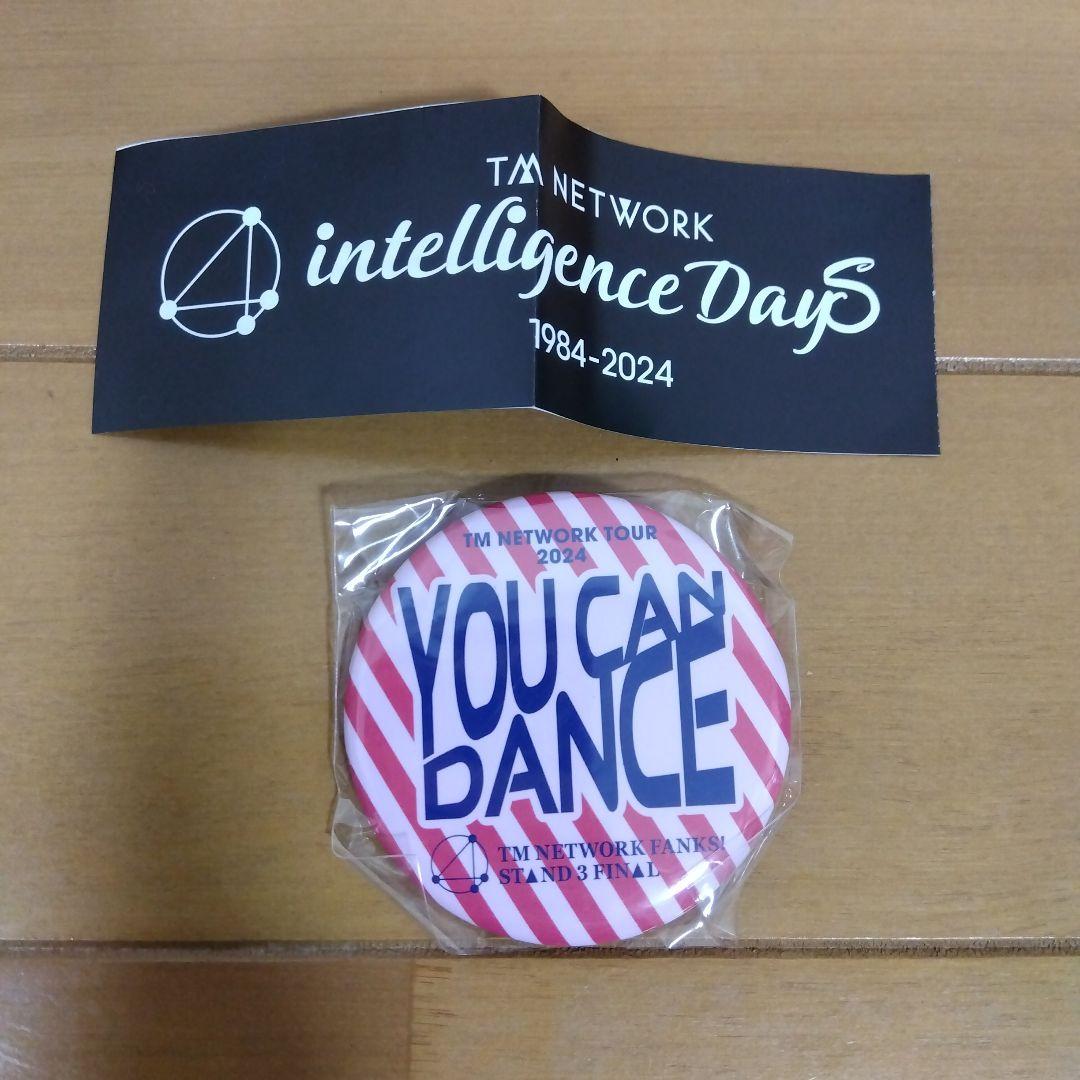 TM NETWORK
intelligence Days
1984-2024
TM NETWORK TOUR
2024
YOU CAN
DANCE
TM NETWORK FANKS!
STAND 3 FINAL